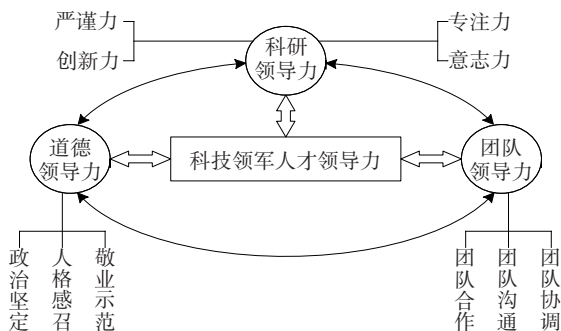 严谨力
专注力
创新力
意志力
科研
领导力
道德
领导力
科技领军人才领导力
团队
领导力
政治坚定
人格感召
敬业示范
团队合作
团队沟通
团队协调